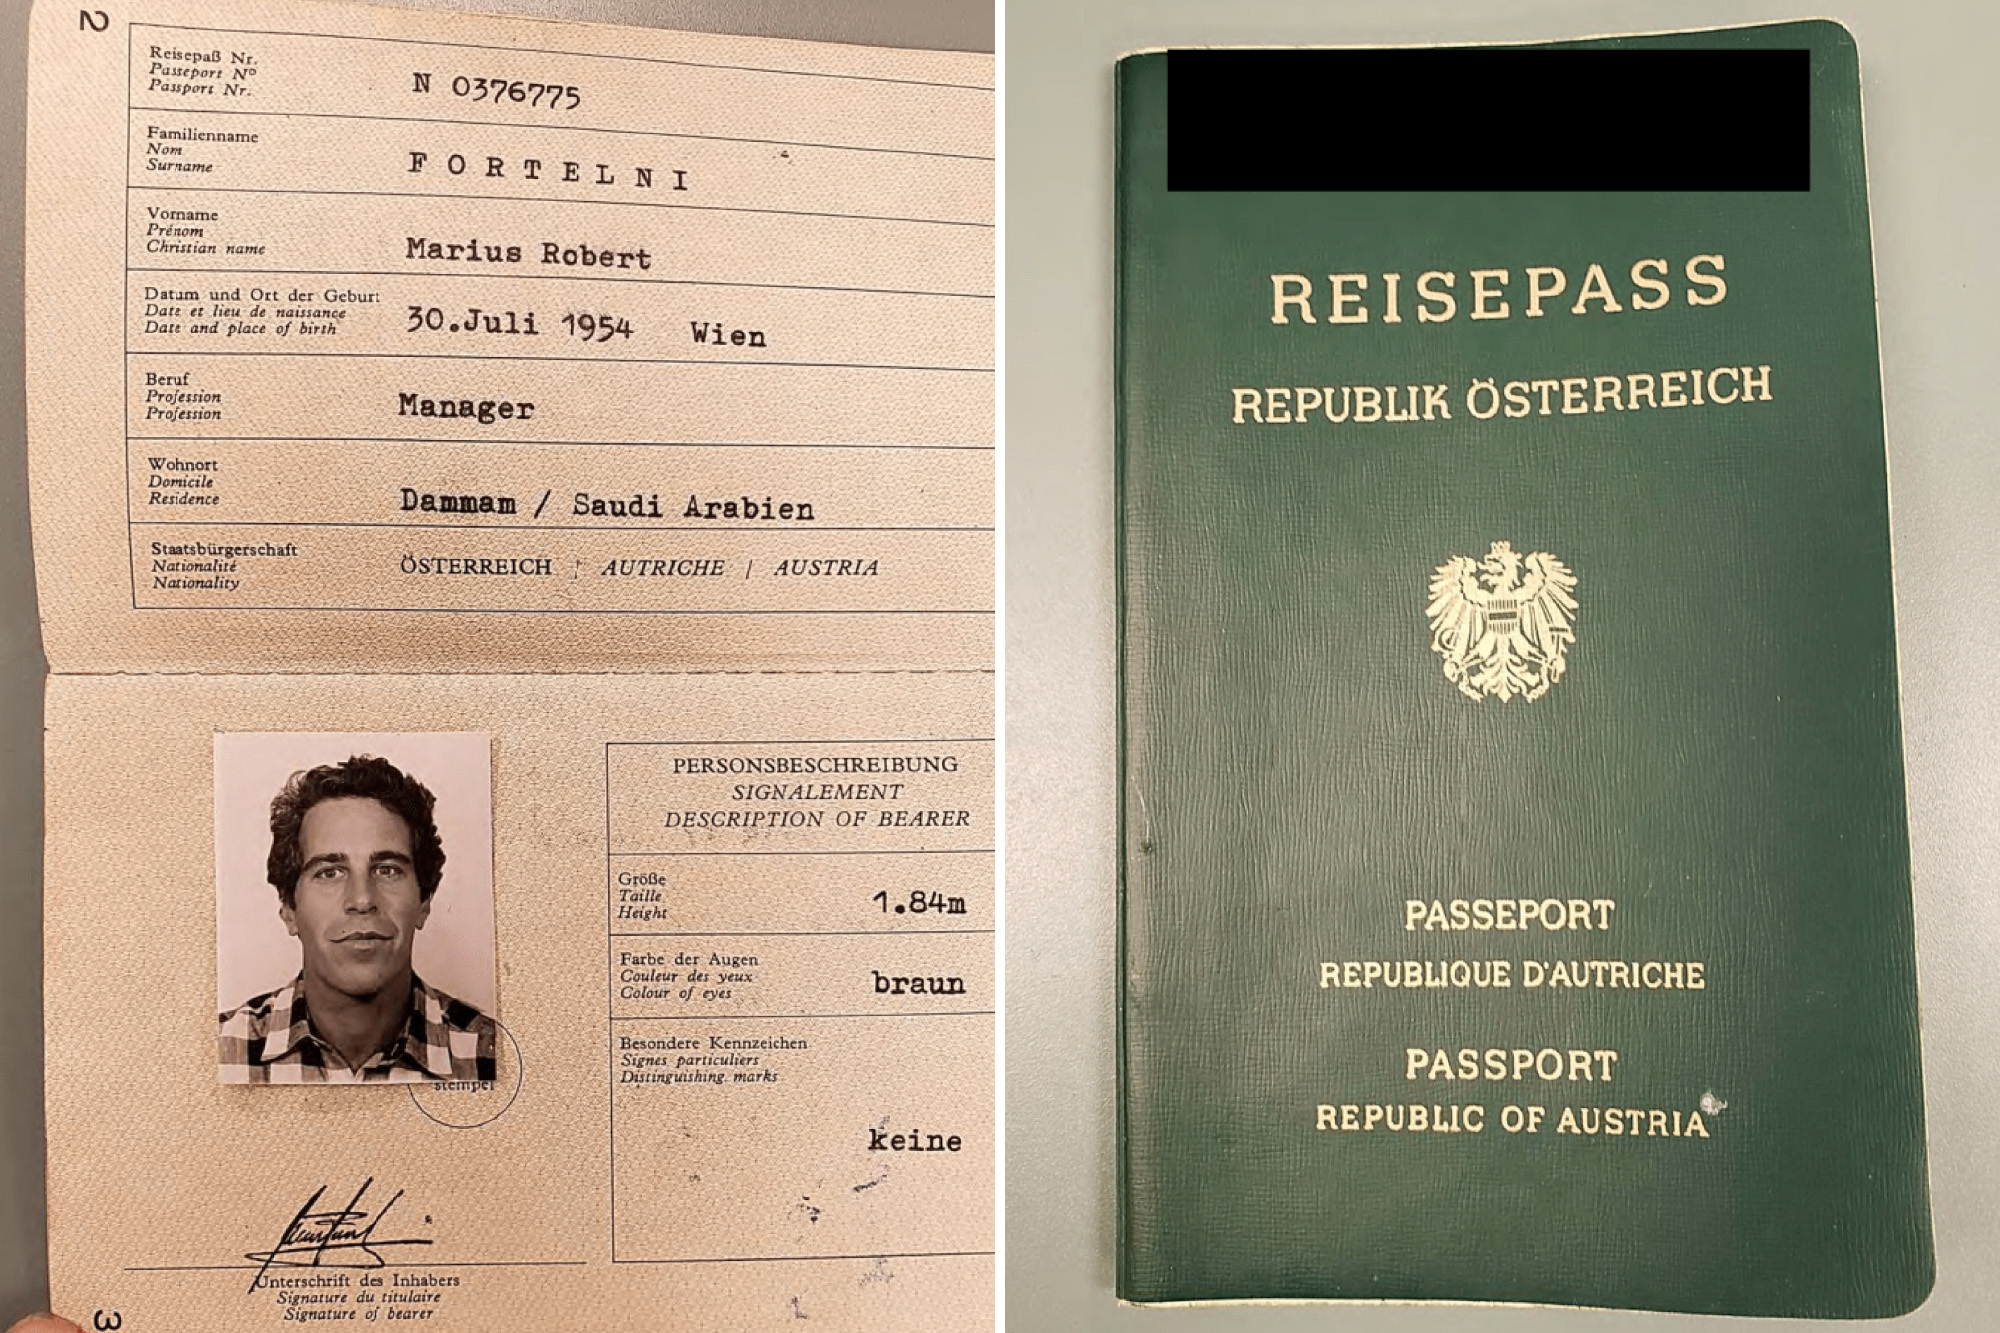 2
Reisepaß Nr.
Passeport Nº
Passport Nr.
N 0376775
Familienname
Nom
Surname
F O R T E L N I
Vorname
Prénom
Christian name
Marius Robert
Datum und Ort der Geburt
Date et lieu de naissance
Date and place of birth
30.Juli 1954 Wien
Beruf
Profession
Profession
Manager
Wohnort
Domicile
Residence
Dammam / Saudi Arabien
Staatsbürgerschaft
Nationalité
Nationality
ÖSTERREICH / AUTRICHE / AUSTRIA
PERSONSBESCHREIBUNG
SIGNALEMENT
DESCRIPTION OF BEARER
Größe
Taille
Height
1.84m
Farbe der Augen
Couleur des yeux
Colour of eyes
braun
Besondere Kennzeichen
Signes particuliers
Distinguishing marks
keine
stempel
Unterschrift des Inhabers
Signature du titulaire
Signature of bearer
3
REISEPASS
REPUBLIK ÖSTERREICH
PASSEPORT
REPUBLIQUE D'AUTRICHE
PASSPORT
REPUBLIC OF AUSTRIA